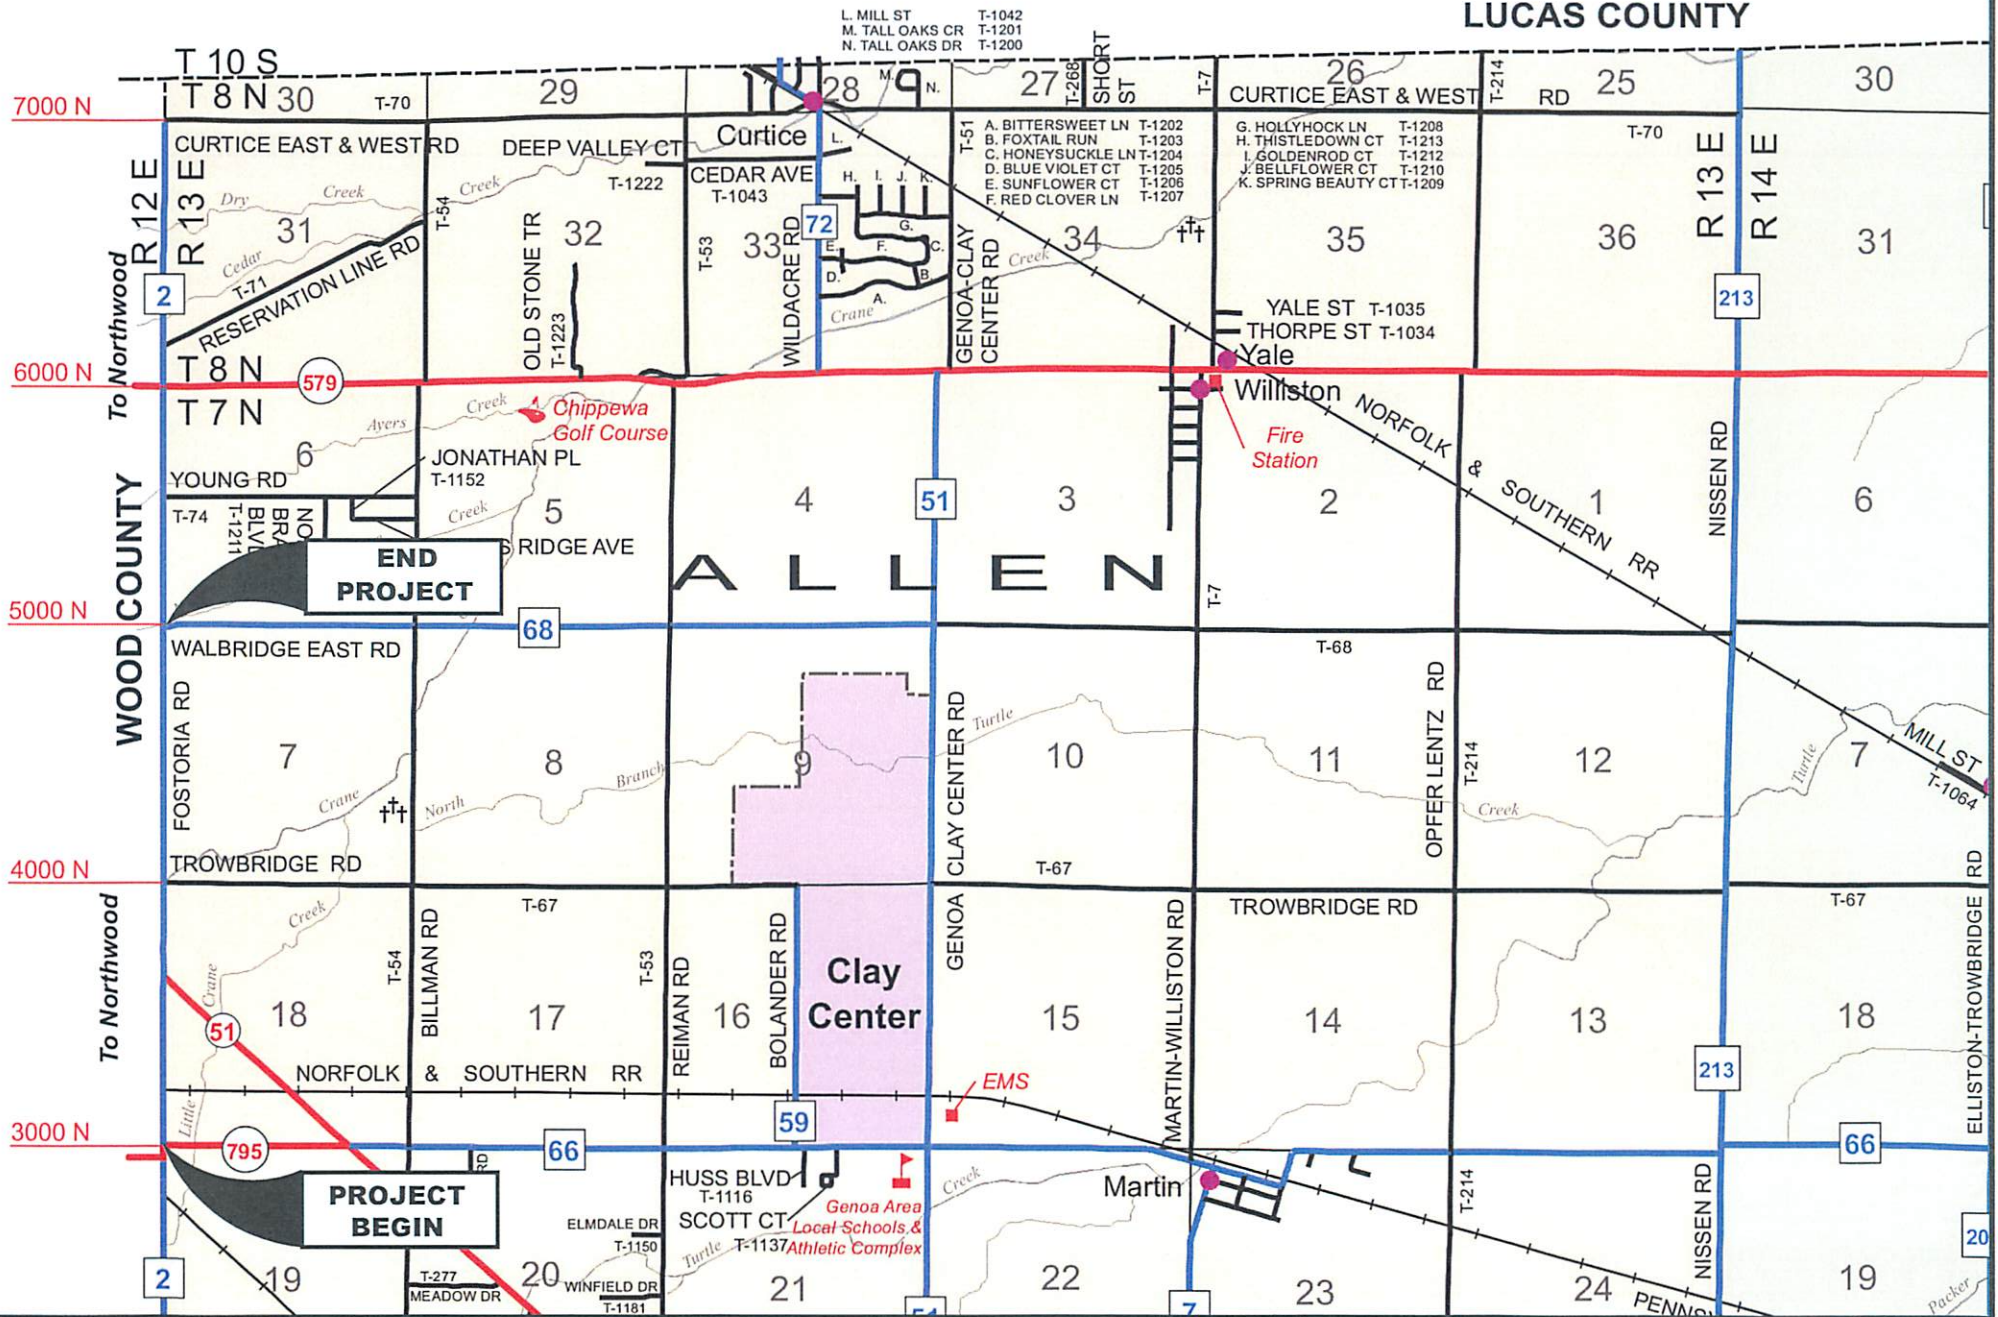 L. MILL ST T-1042
M. TALL OAKS CR T-1201
N. TALL OAKS DR T-1200
LUCAS COUNTY
T 10 S
T 8 N
30
T-70
29
28
M.
N.
27
T-268
SHORT ST
T-7
26
CURTICE EAST & WEST RD
T-214
25
30
7000 N
CURTICE EAST & WEST RD
DEEP VALLEY CT
T-1222
Curtice
L.
CEDAR AVE
T-1043
T-51
A. BITTERSWEET LN T-1202
B. FOXTAIL RUN T-1203
C. HONEYSUCKLE LN T-1204
D. BLUE VIOLET CT T-1205
E. SUNFLOWER CT T-1206
F. RED CLOVER LN T-1207
G. HOLLYHOCK LN T-1208
H. THISTLEDOWN CT T-1213
I. GOLDENROD CT T-1212
J. BELLFLOWER CT T-1210
K. SPRING BEAUTY CT T-1209
T-70
R 12 E
R 13 E
R 13 E
R 14 E
Dry Creek
Creek
T-54
31
Cedar
T-71
RESERVATION LINE RD
OLD STONE TR
T-1223
32
T-53
33
WILDACRE RD
72
H. I. J. K.
G.
E. F. C.
D. B.
A.
Crane
Creek
GENOA-CLAY
CENTER RD
34
35
36
31
213
2
To Northwood
YALE ST T-1035
THORPE ST T-1034
Yale
Williston
Fire
Station
6000 N
T 8 N
579
T 7 N
Ayers Creek
Chippewa
Golf Course
6
JONATHAN PL
T-1152
YOUNG RD
T-74
T-1211
Creek
5
4
51
3
2
1
6
NORFOLK & SOUTHERN RR
NISSEN RD
WOOD COUNTY
END
PROJECT
S RIDGE AVE
ALLEN
T-7
5000 N
68
WALBRIDGE EAST RD
T-68
FOSTORIA RD
7
8
9
10
11
12
7
Crane
North Branch
Turtle
Creek
Turtle
CLAY CENTER RD
OPFER LENTZ RD
T-214
MILL ST
T-1064
4000 N
TROWBRIDGE RD
T-67
T-67
TROWBRIDGE RD
T-67
To Northwood
Creek
Crane
51
18
T-54
BILLMAN RD
17
T-53
REIMAN RD
16
BOLANDER RD
Clay
Center
GENOA
15
MARTIN-WILLISTON RD
14
13
18
ELLISTON-TROWBRIDGE RD
NORFOLK & SOUTHERN RR
Little
59
EMS
213
3000 N
795
66
66
PROJECT
BEGIN
RD
HUSS BLVD
T-1116
SCOTT CT
T-1137
Genoa Area
Local Schools &
Athletic Complex
Turtle
Creek
Martin
T-214
NISSEN RD
ELMDALE DR
T-1150
WINFIELD DR
T-1181
T-277
MEADOW DR
2
19
20
21
22
7
23
24
19
20
Packer